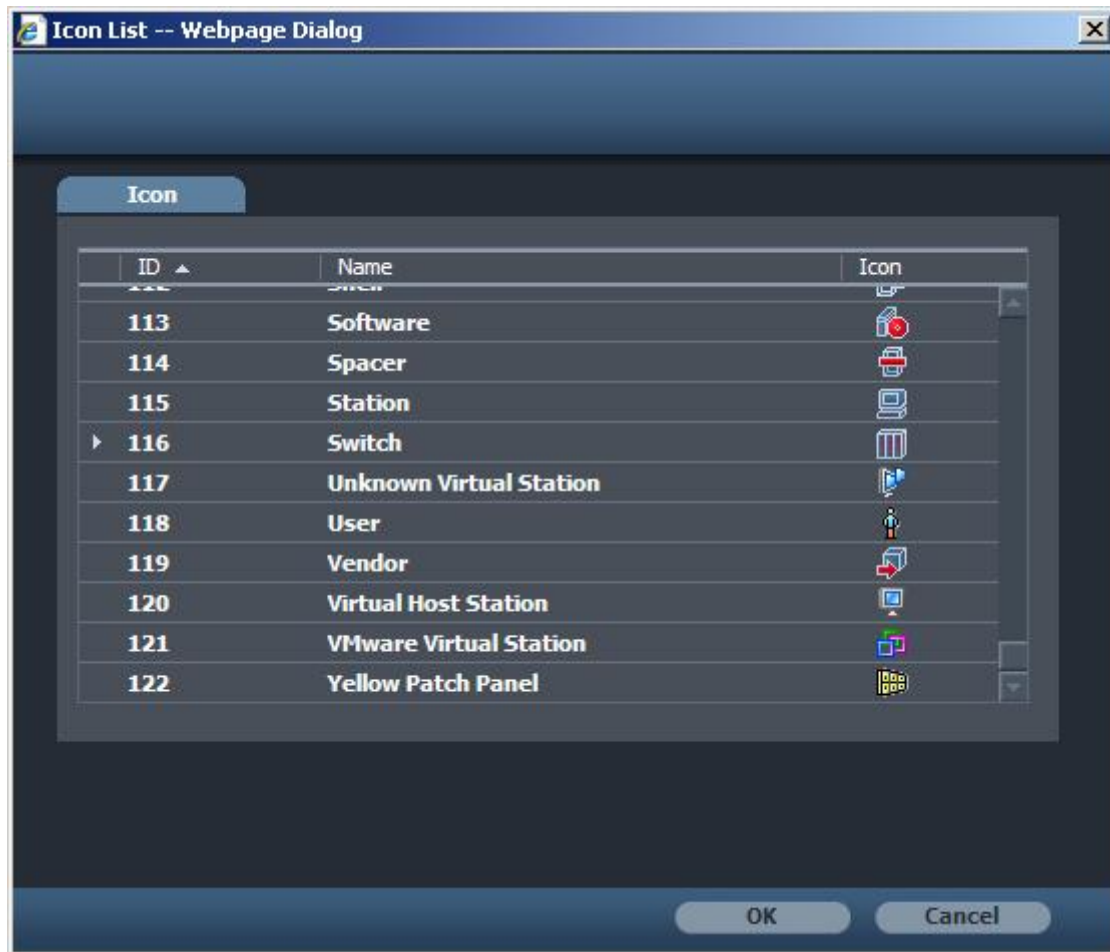 Icon List -- Webpage Dialog
Icon
ID Name Icon
113 Software
114 Spacer
115 Station
116 Switch
117 Unknown Virtual Station
118 User
119 Vendor
120 Virtual Host Station
121 VMware Virtual Station
122 Yellow Patch Panel
OK Cancel